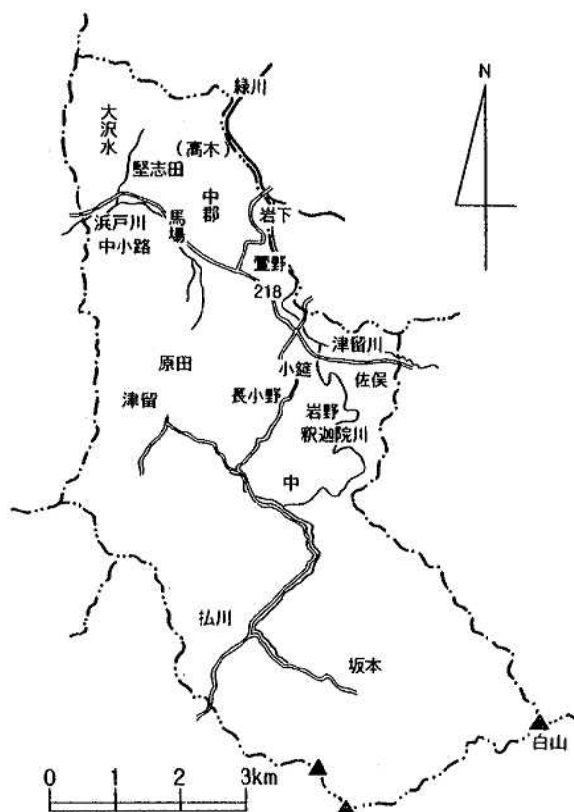 N
緑川
大沢水
(高木)
堅志田
中郡
岩下
浜戸川
馬場
中小路
萱野
218
津留川
原田
小筵
佐俣
津留
長小野
岩野
釈迦院川
中
払川
坂本
白山
0 1 2 3km